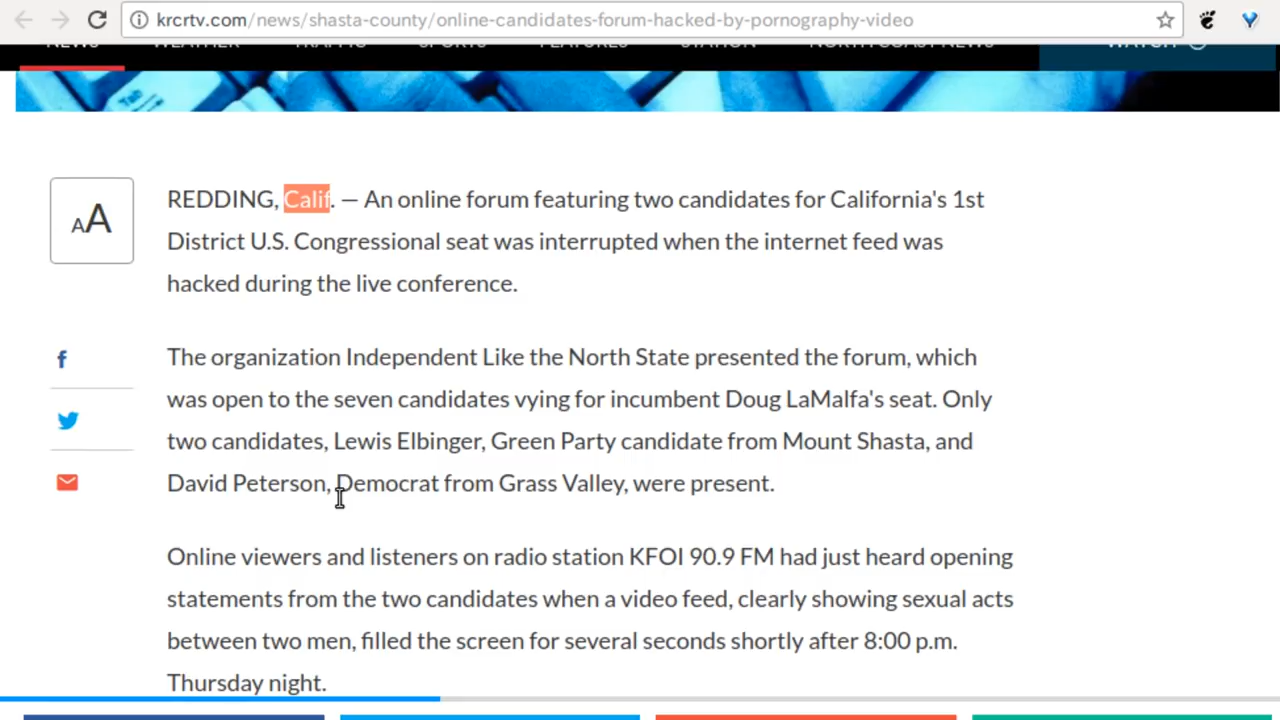 krcrtv.com/news/shasta-county/online-candidates-forum-hacked-by-pornography-video
NEWS WEATHER TRAFFIC SPORTS FEATURES STATION NORTH COAST NEWS WATCH
Tab
AA
REDDING, Calif. — An online forum featuring two candidates for California's 1st
District U.S. Congressional seat was interrupted when the internet feed was
hacked during the live conference.
The organization Independent Like the North State presented the forum, which
was open to the seven candidates vying for incumbent Doug LaMalfa's seat. Only
two candidates, Lewis Elbinger, Green Party candidate from Mount Shasta, and
David Peterson, Democrat from Grass Valley, were present.
Online viewers and listeners on radio station KFOI 90.9 FM had just heard opening
statements from the two candidates when a video feed, clearly showing sexual acts
between two men, filled the screen for several seconds shortly after 8:00 p.m.
Thursday night.